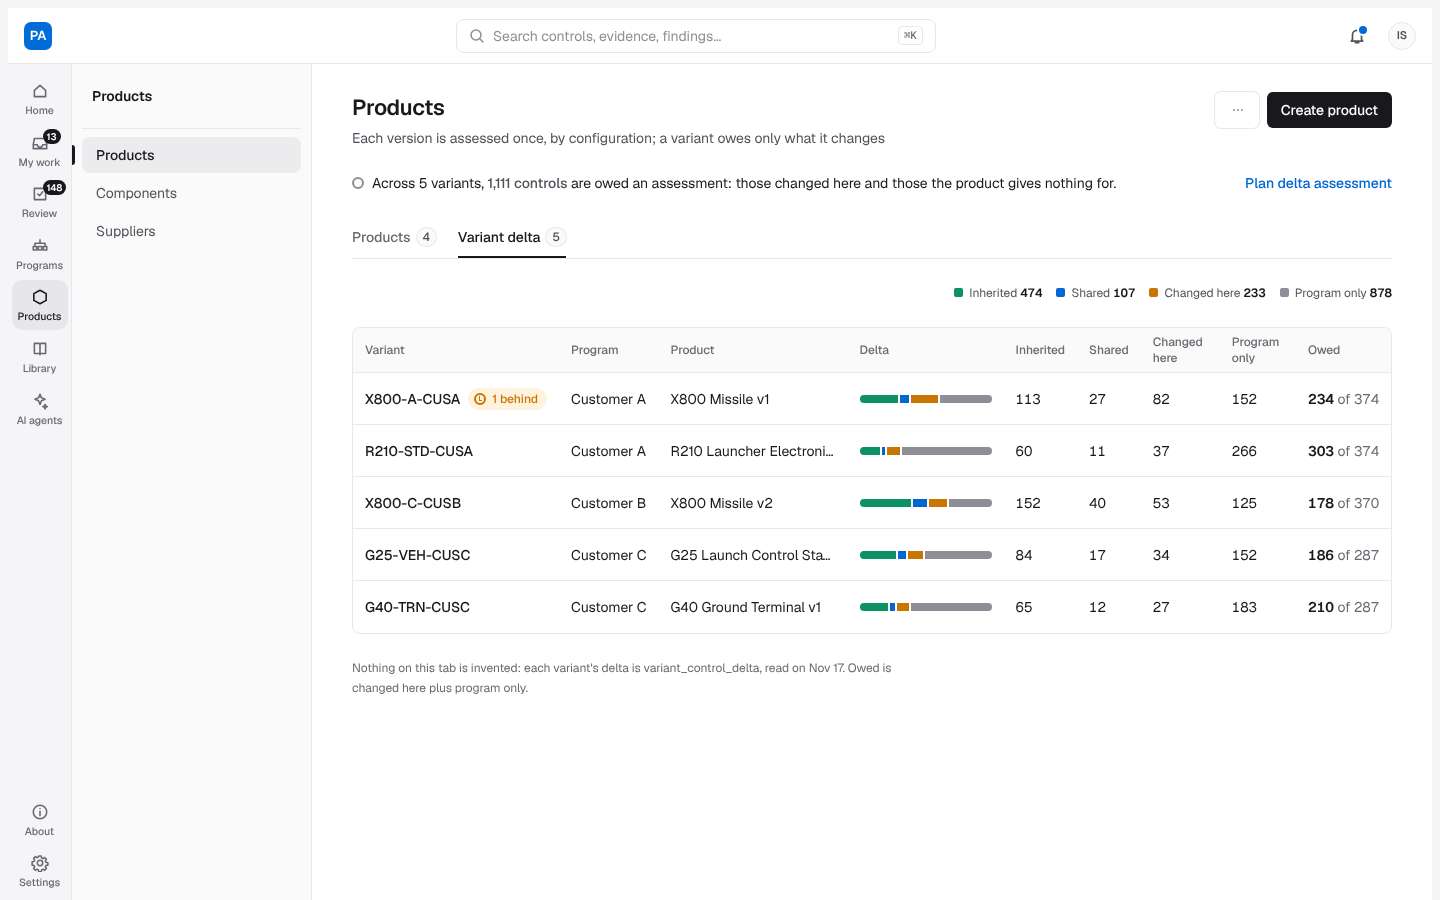 PA
Search controls, evidence, findings...
⌘K
IS
Home
13
My work
148
Review
Programs
Products
Library
AI agents
About
Settings
Products
Products
Components
Suppliers
Products
Each version is assessed once, by configuration; a variant owes only what it changes
...
Create product
Across 5 variants, 1,111 controls are owed an assessment: those changed here and those the product gives nothing for.
Plan delta assessment
Products 4
Variant delta 5
Inherited 474 Shared 107 Changed here 233 Program only 878
Variant Program Product Delta Inherited Shared Changed here Program only Owed
X800-A-CUSA 1 behind Customer A X800 Missile v1 113 27 82 152 234 of 374
R210-STD-CUSA Customer A R210 Launcher Electroni... 60 11 37 266 303 of 374
X800-C-CUSB Customer B X800 Missile v2 152 40 53 125 178 of 370
G25-VEH-CUSC Customer C G25 Launch Control Sta... 84 17 34 152 186 of 287
G40-TRN-CUSC Customer C G40 Ground Terminal v1 65 12 27 183 210 of 287
Nothing on this tab is invented: each variant's delta is variant_control_delta, read on Nov 17. Owed is
changed here plus program only.